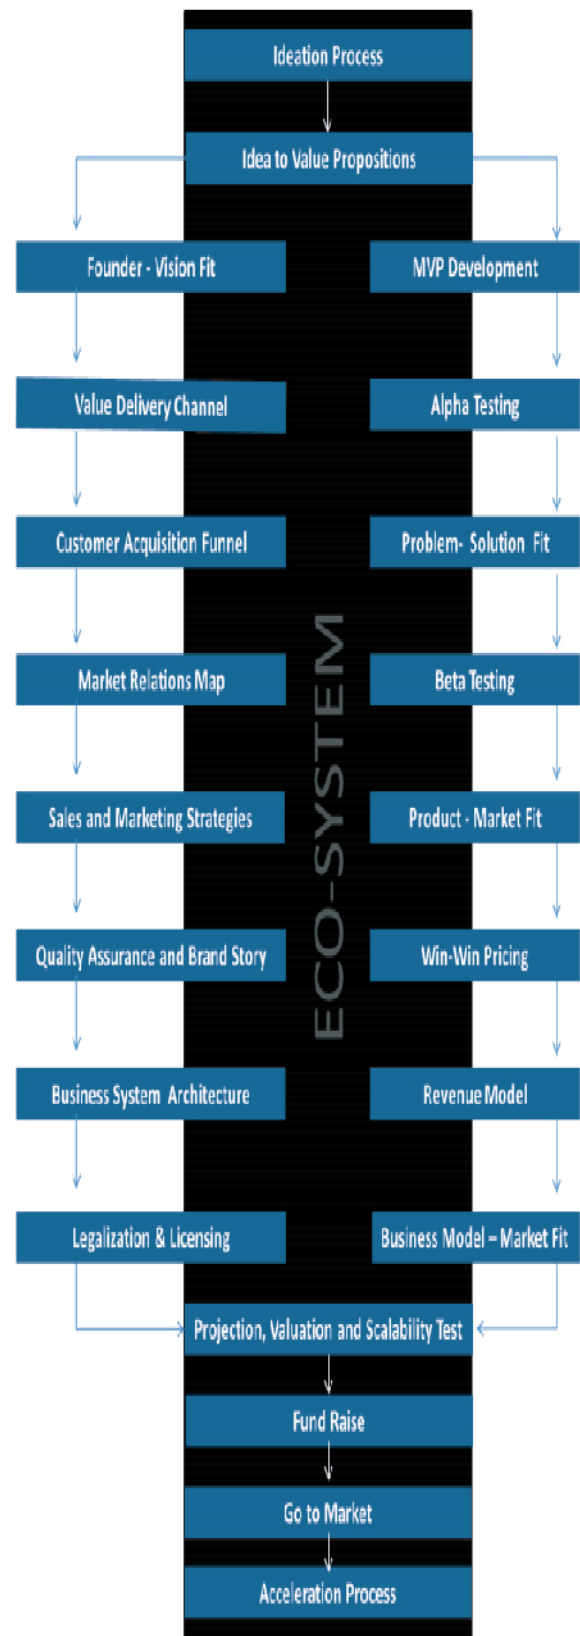 Ideation Process
Idea to Value Propositions
Founder - Vision Fit
MVP Development
Value Delivery Channel
Alpha Testing
Customer Acquisition Funnel
Problem- Solution Fit
Market Relations Map
Beta Testing
Sales and Marketing Strategies
Product - Market Fit
Quality Assurance and Brand Story
Win-Win Pricing
Business System Architecture
Revenue Model
Legalization & Licensing
Business Model – Market Fit
ECO-SYSTEM
Projection, Valuation and Scalability Test
Fund Raise
Go to Market
Acceleration Process